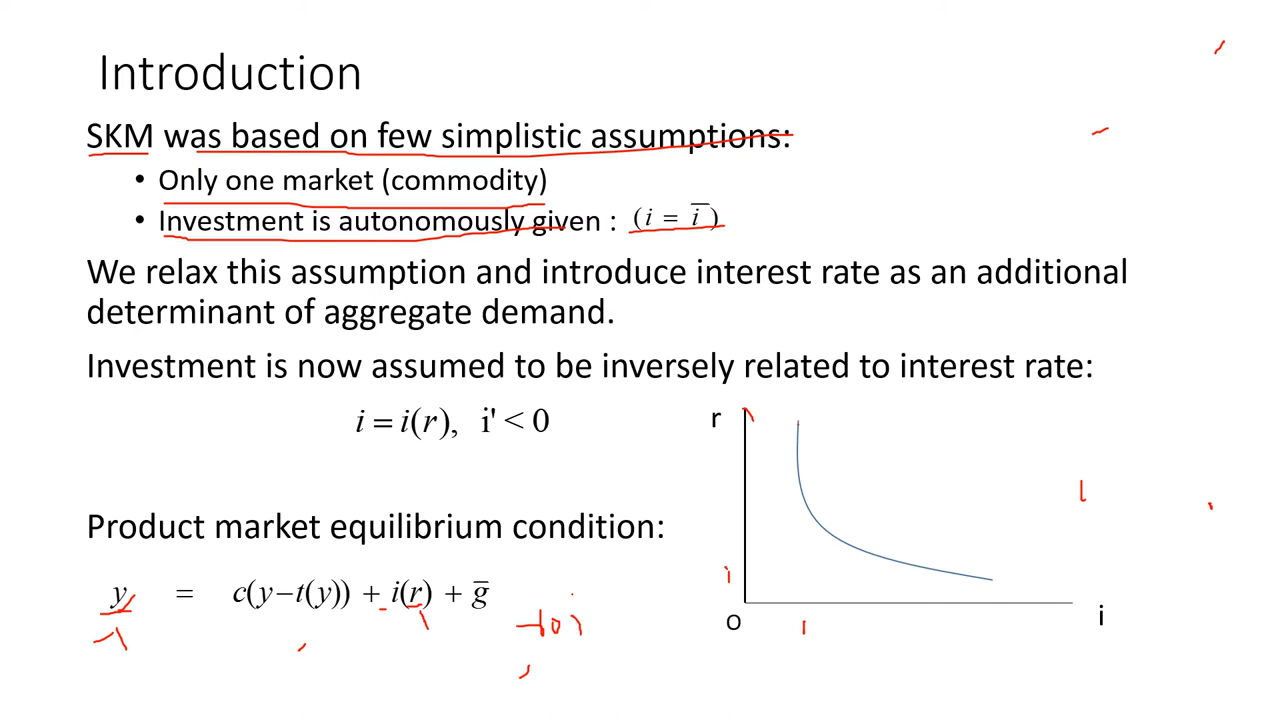 Introduction
SKM was based on few simplistic assumptions:
• Only one market (commodity)
• Investment is autonomously given : (i = i̅)
We relax this assumption and introduce interest rate as an additional
determinant of aggregate demand.
Investment is now assumed to be inversely related to interest rate:
i = i(r), i' < 0
r
Product market equilibrium condition:
y = c(y−t(y)) + i(r) + g̅
O
i